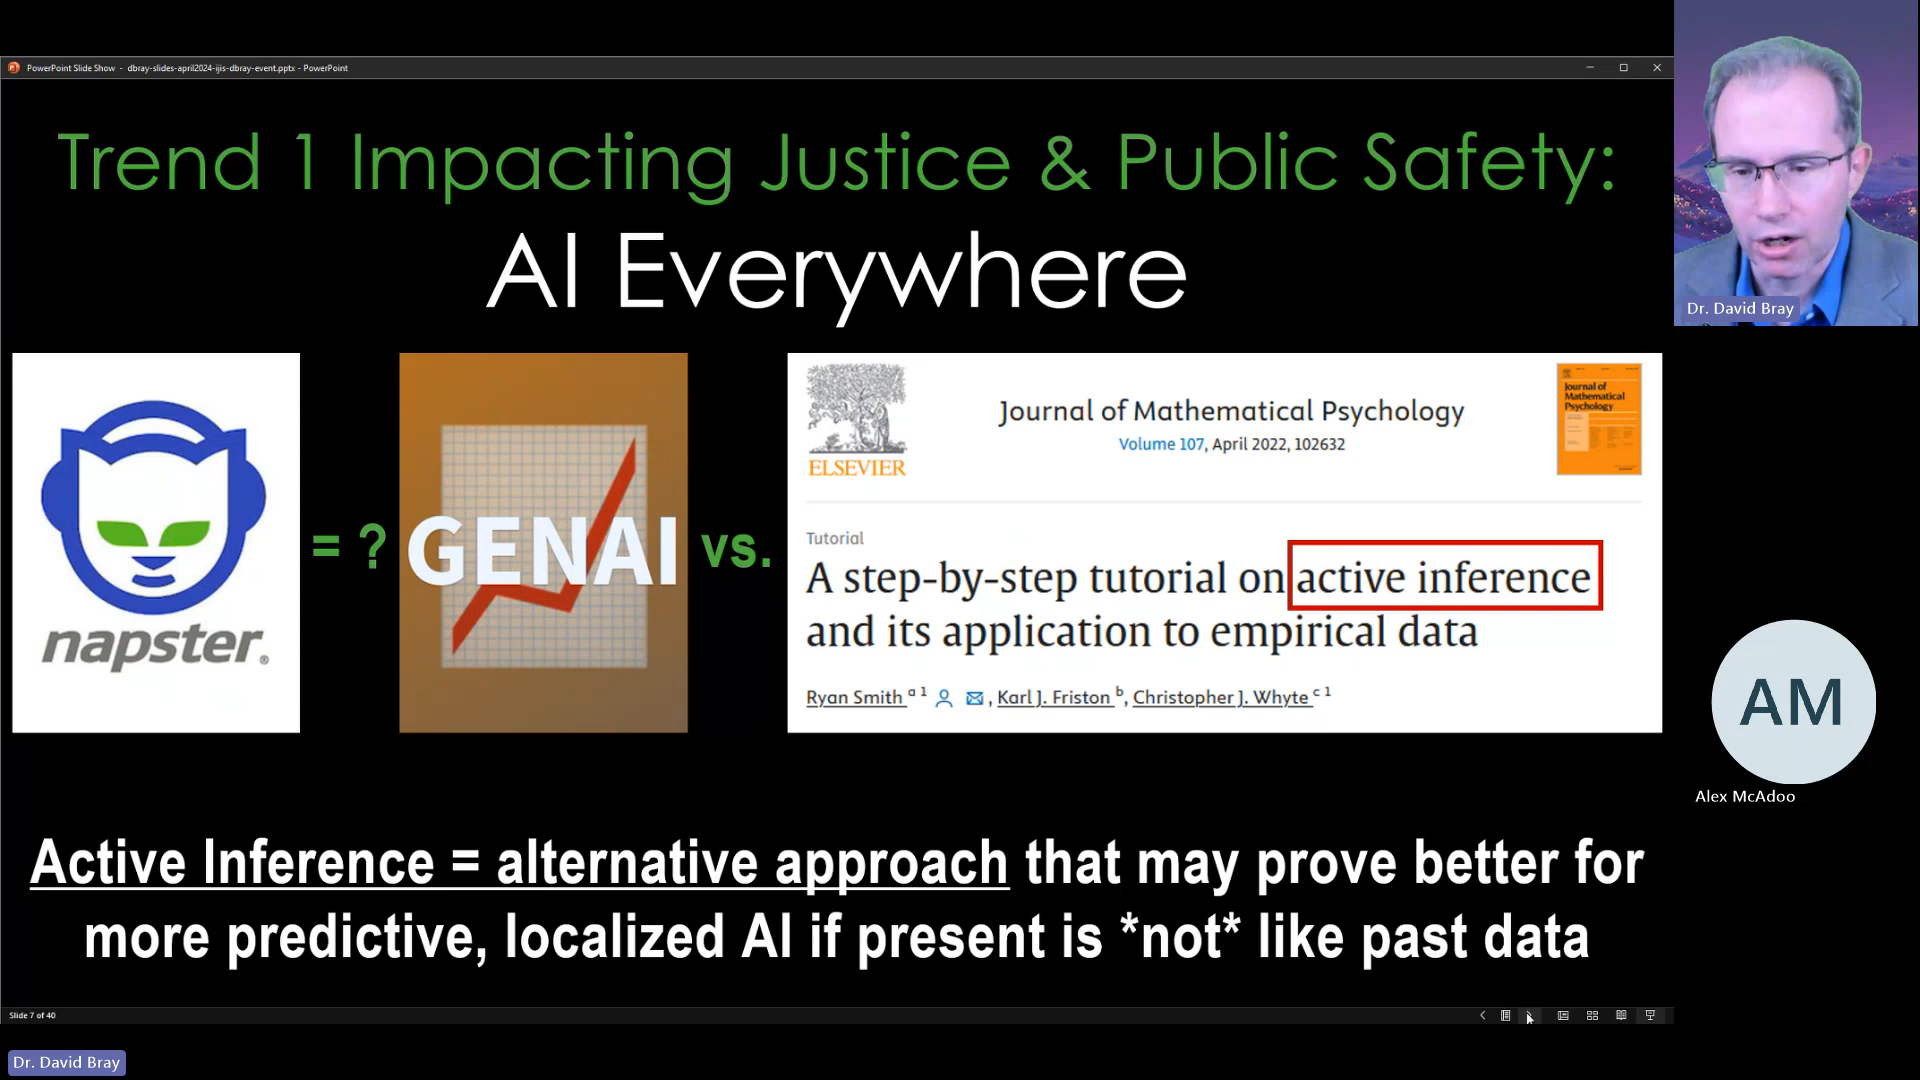 PowerPoint Slide Show - dbray-slides-april2024-ijis-dbray-event.pptx - PowerPoint
Trend 1 Impacting Justice & Public Safety:
AI Everywhere
Dr. David Bray
napster.®
= ?
GENAI
vs.
ELSEVIER
Journal of Mathematical Psychology
Volume 107, April 2022, 102632
Journal of
Mathematical
Psychology
Tutorial
A step-by-step tutorial on active inference
and its application to empirical data
Ryan Smith a 1 , Karl J. Friston b, Christopher J. Whyte c 1
AM
Alex McAdoo
Active Inference = alternative approach that may prove better for
more predictive, localized AI if present is *not* like past data
Slide 7 of 40
Dr. David Bray